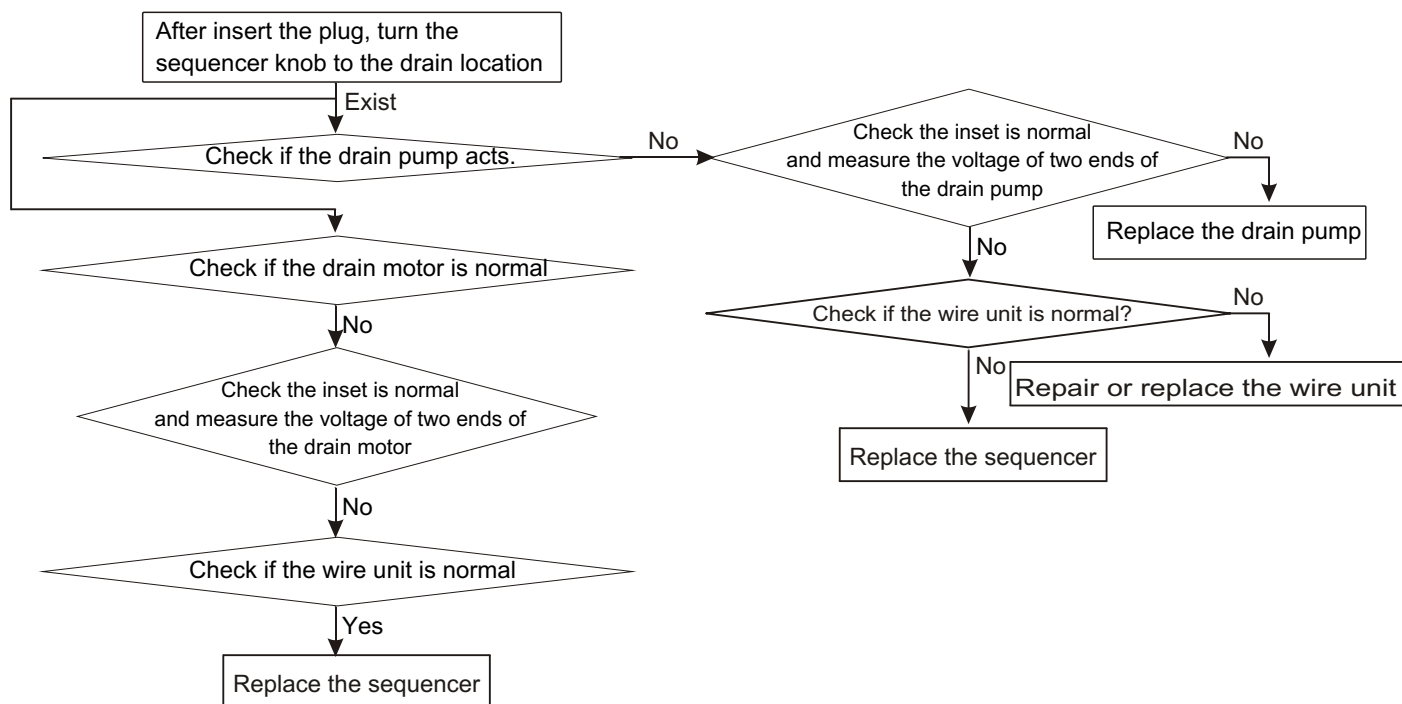 After insert the plug, turn the
sequencer knob to the drain location
Exist
Check if the drain pump acts.
No
Check the inset is normal
and measure the voltage of two ends of
the drain pump
No
Replace the drain pump
No
Check if the wire unit is normal?
No
Repair or replace the wire unit
No
Replace the sequencer
Check if the drain motor is normal
No
Check the inset is normal
and measure the voltage of two ends of
the drain motor
No
Check if the wire unit is normal
Yes
Replace the sequencer